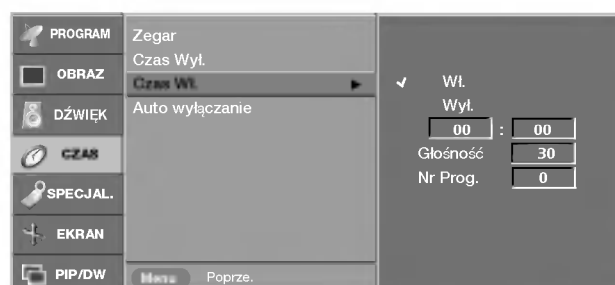 PROGRAM
OBRAZ
DŹWIĘK
CZAS
SPECJAL.
EKRAN
PIP/DW
Zegar
Czas Wył.
Czas Wł.
Auto wyłączanie
Menu Poprze.
Wł.
Wył.
00 : 00
Głośność 30
Nr Prog. 0